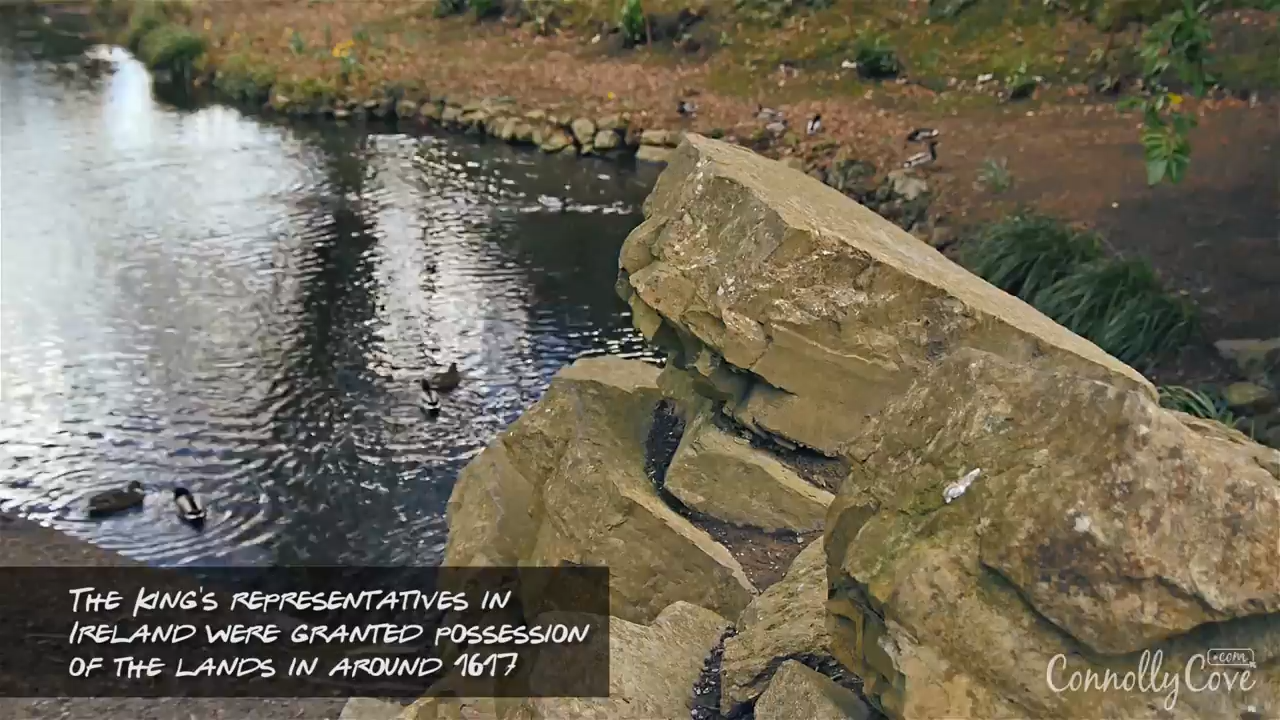 The King's representatives in
Ireland were granted possession
of the lands in around 1617
ConnollyCove
.com